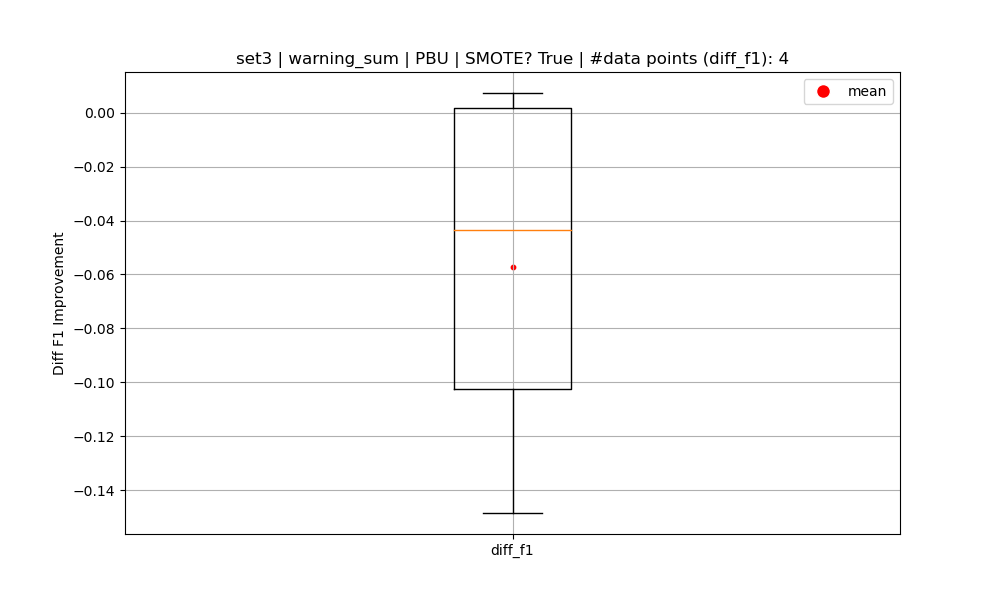 set3 | warning_sum | PBU | SMOTE? True | #data points (diff_f1): 4
mean
0.00
−0.02
−0.04
−0.06
−0.08
−0.10
−0.12
−0.14
Diff F1 Improvement
diff_f1